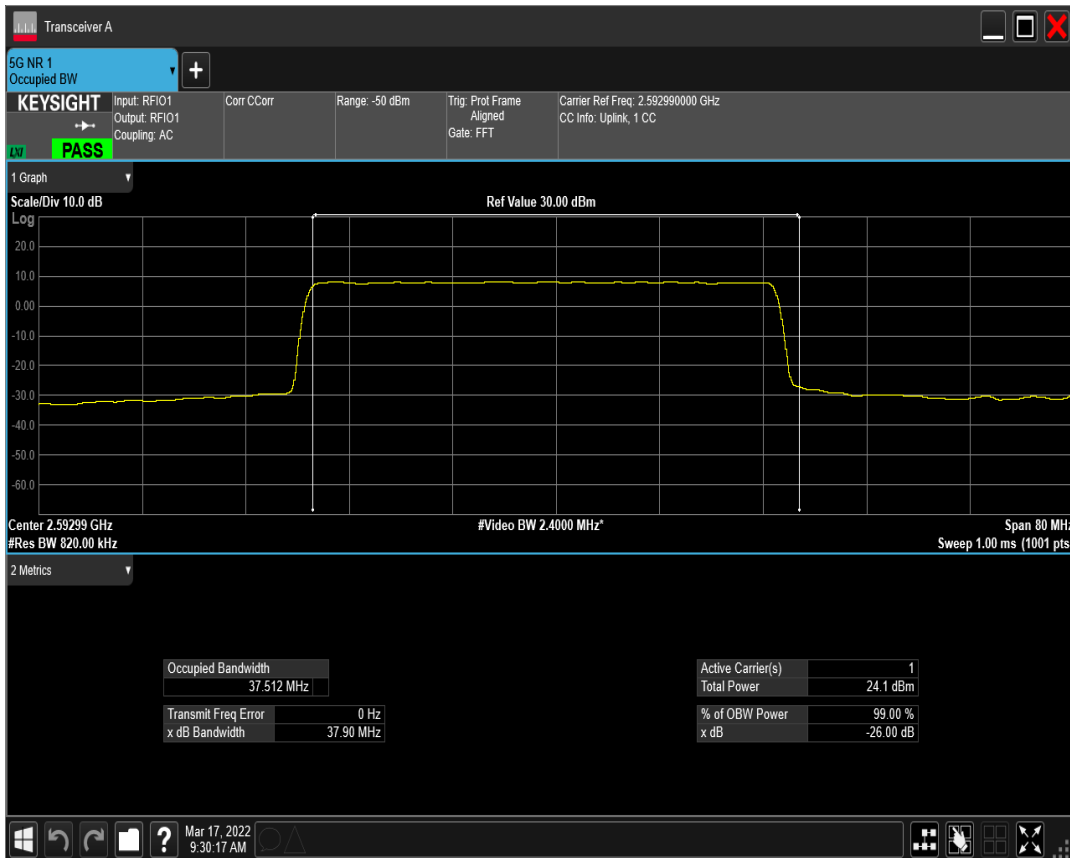 Transceiver A
5G NR 1
Occupied BW
+
KEYSIGHT
LXI
PASS
Input: RFIO1
Output: RFIO1
Coupling: AC
Corr CCorr
Range: -50 dBm
Trig: Prot Frame
Aligned
Gate: FFT
Carrier Ref Freq: 2.592990000 GHz
CC Info: Uplink, 1 CC
1 Graph
Scale/Div 10.0 dB
Ref Value 30.00 dBm
Log
20.0
10.0
0.00
-10.0
-20.0
-30.0
-40.0
-50.0
-60.0
Center 2.59299 GHz
#Video BW 2.4000 MHz*
Span 80 MHz
#Res BW 820.00 kHz
Sweep 1.00 ms (1001 pts
2 Metrics
Occupied Bandwidth
37.512 MHz
Transmit Freq Error 0 Hz
x dB Bandwidth 37.90 MHz
Active Carrier(s) 1
Total Power 24.1 dBm
% of OBW Power 99.00 %
x dB -26.00 dB
?
Mar 17, 2022
9:30:17 AM